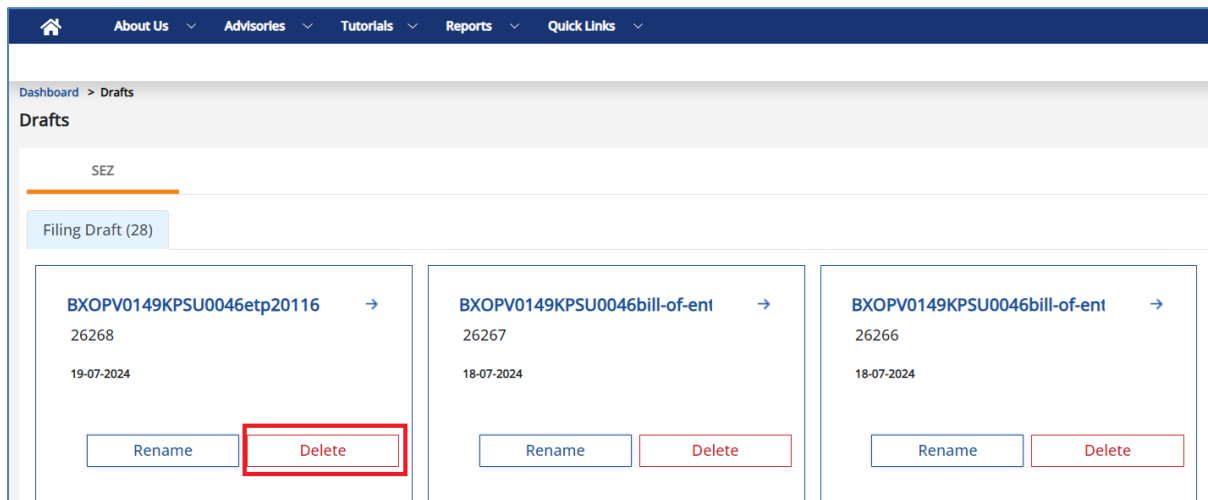 About Us Advisories Tutorials Reports Quick Links
Dashboard > Drafts
Drafts
SEZ
Filing Draft (28)
BXOPV0149KPSU0046etp20116 →
26268
19-07-2024
Rename Delete
BXOPV0149KPSU0046bill-of-ent →
26267
18-07-2024
Rename Delete
BXOPV0149KPSU0046bill-of-ent →
26266
18-07-2024
Rename Delete